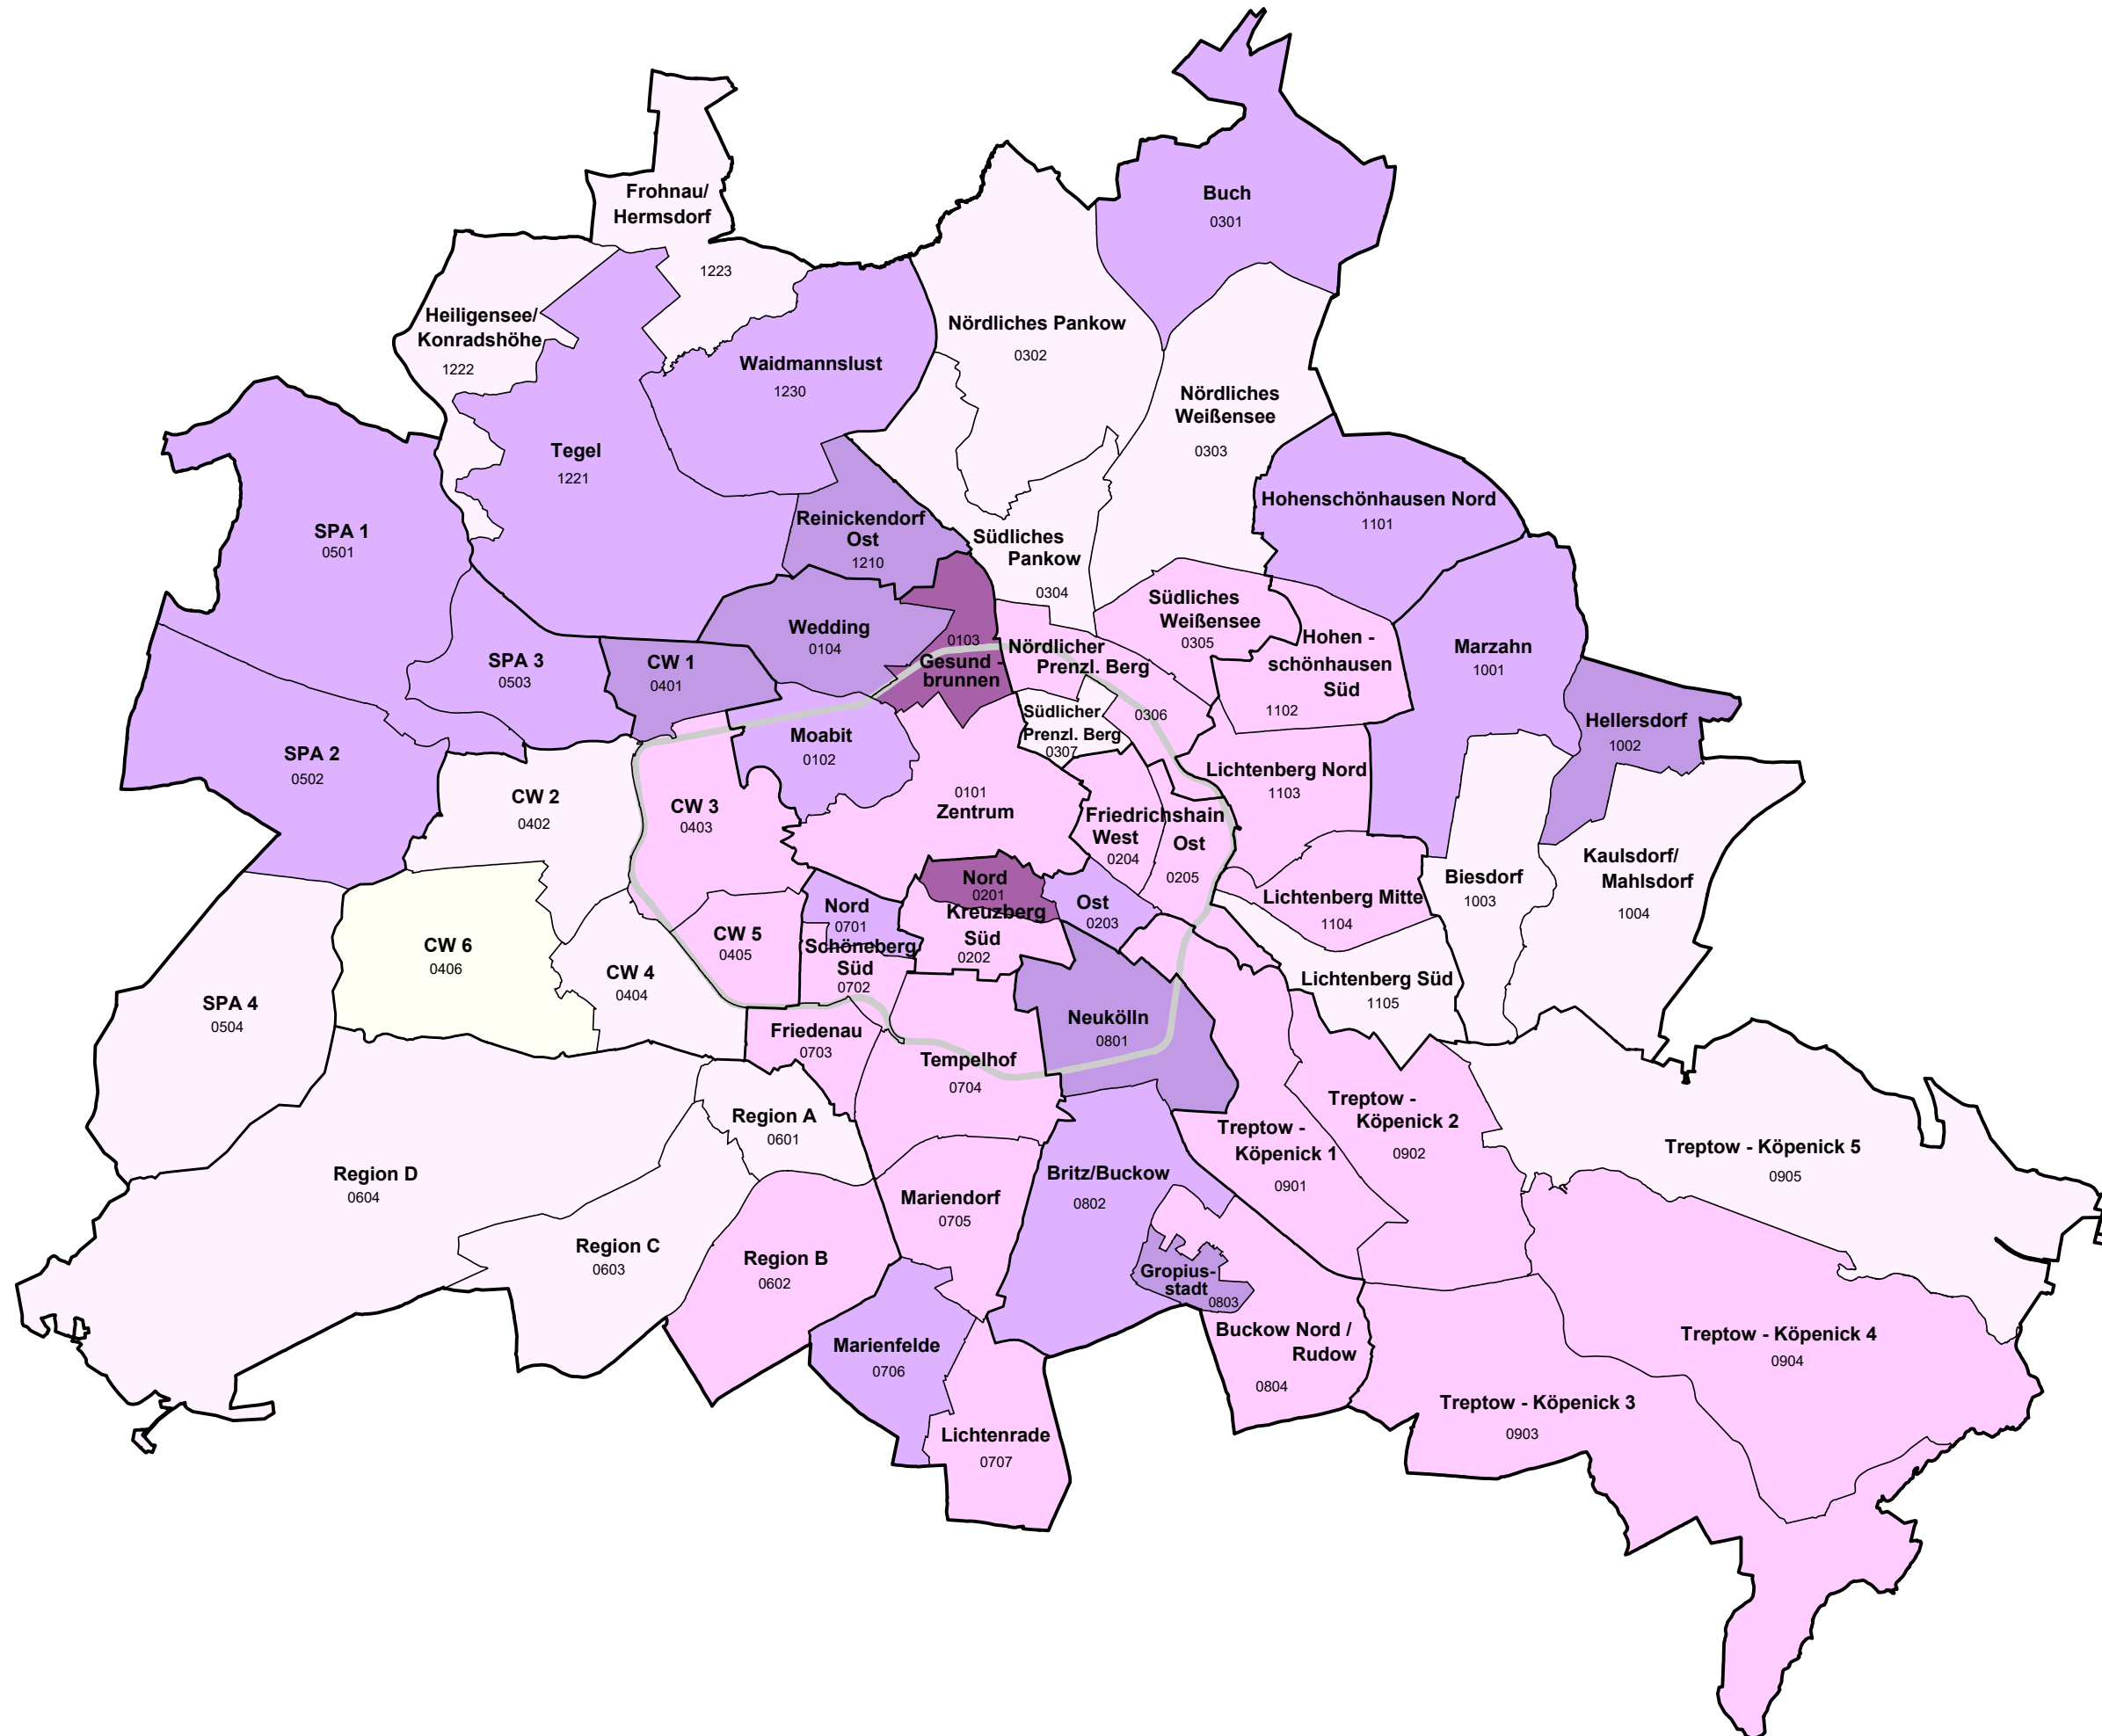 Frohnau/
Hermsdorf
1223
Buch
0301
Heiligensee/
Konradshöhe
1222
Nördliches Pankow
0302
Waidmannslust
1230
Nördliches
Weißensee
0303
Tegel
1221
Hohenschönhausen Nord
1101
SPA 1
0501
Reinickendorf
Ost
1210
Südliches
Pankow
0304
Wedding
0104
0103
Gesund -
brunnen
Nördlicher
Prenzl. Berg
0306
Südliches
Weißensee
0305
Hohen -
schönhausen
Süd
1102
Marzahn
1001
SPA 3
0503
CW 1
0401
Hellersdorf
1002
SPA 2
0502
Moabit
0102
Südlicher
Prenzl. Berg
0307
Lichtenberg Nord
1103
CW 2
0402
CW 3
0403
0101
Zentrum
Friedrichshain
West
0204
Ost
0205
Kaulsdorf/
Mahlsdorf
1004
Biesdorf
1003
Nord
0201
Kreuzberg
Süd
0202
Ost
0203
Lichtenberg Mitte
1104
Nord
0701
Schöneberg
Süd
0702
CW 5
0405
CW 6
0406
CW 4
0404
Lichtenberg Süd
1105
SPA 4
0504
Neukölln
0801
Friedenau
0703
Tempelhof
0704
Region A
0601
Treptow -
Köpenick 1
0901
Treptow -
Köpenick 2
0902
Treptow - Köpenick 5
0905
Region D
0604
Britz/Buckow
0802
Mariendorf
0705
Region C
0603
Region B
0602
Gropius-
stadt
0803
Marienfelde
0706
Buckow Nord /
Rudow
0804
Treptow - Köpenick 4
0904
Treptow - Köpenick 3
0903
Lichtenrade
0707